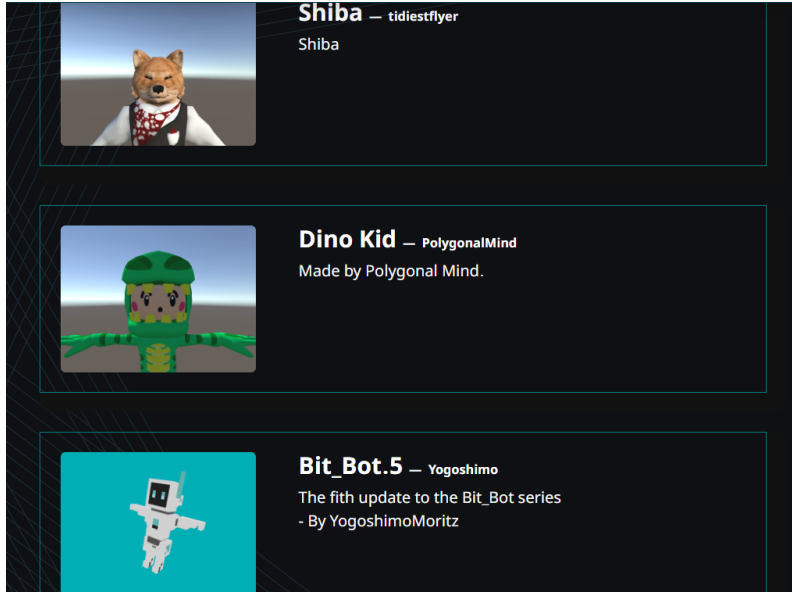 Shiba — tidiestflyer
Shiba
Dino Kid — PolygonalMind
Made by Polygonal Mind.
Bit_Bot.5 — Yogoshimo
The fith update to the Bit_Bot series
- By YogoshimoMoritz